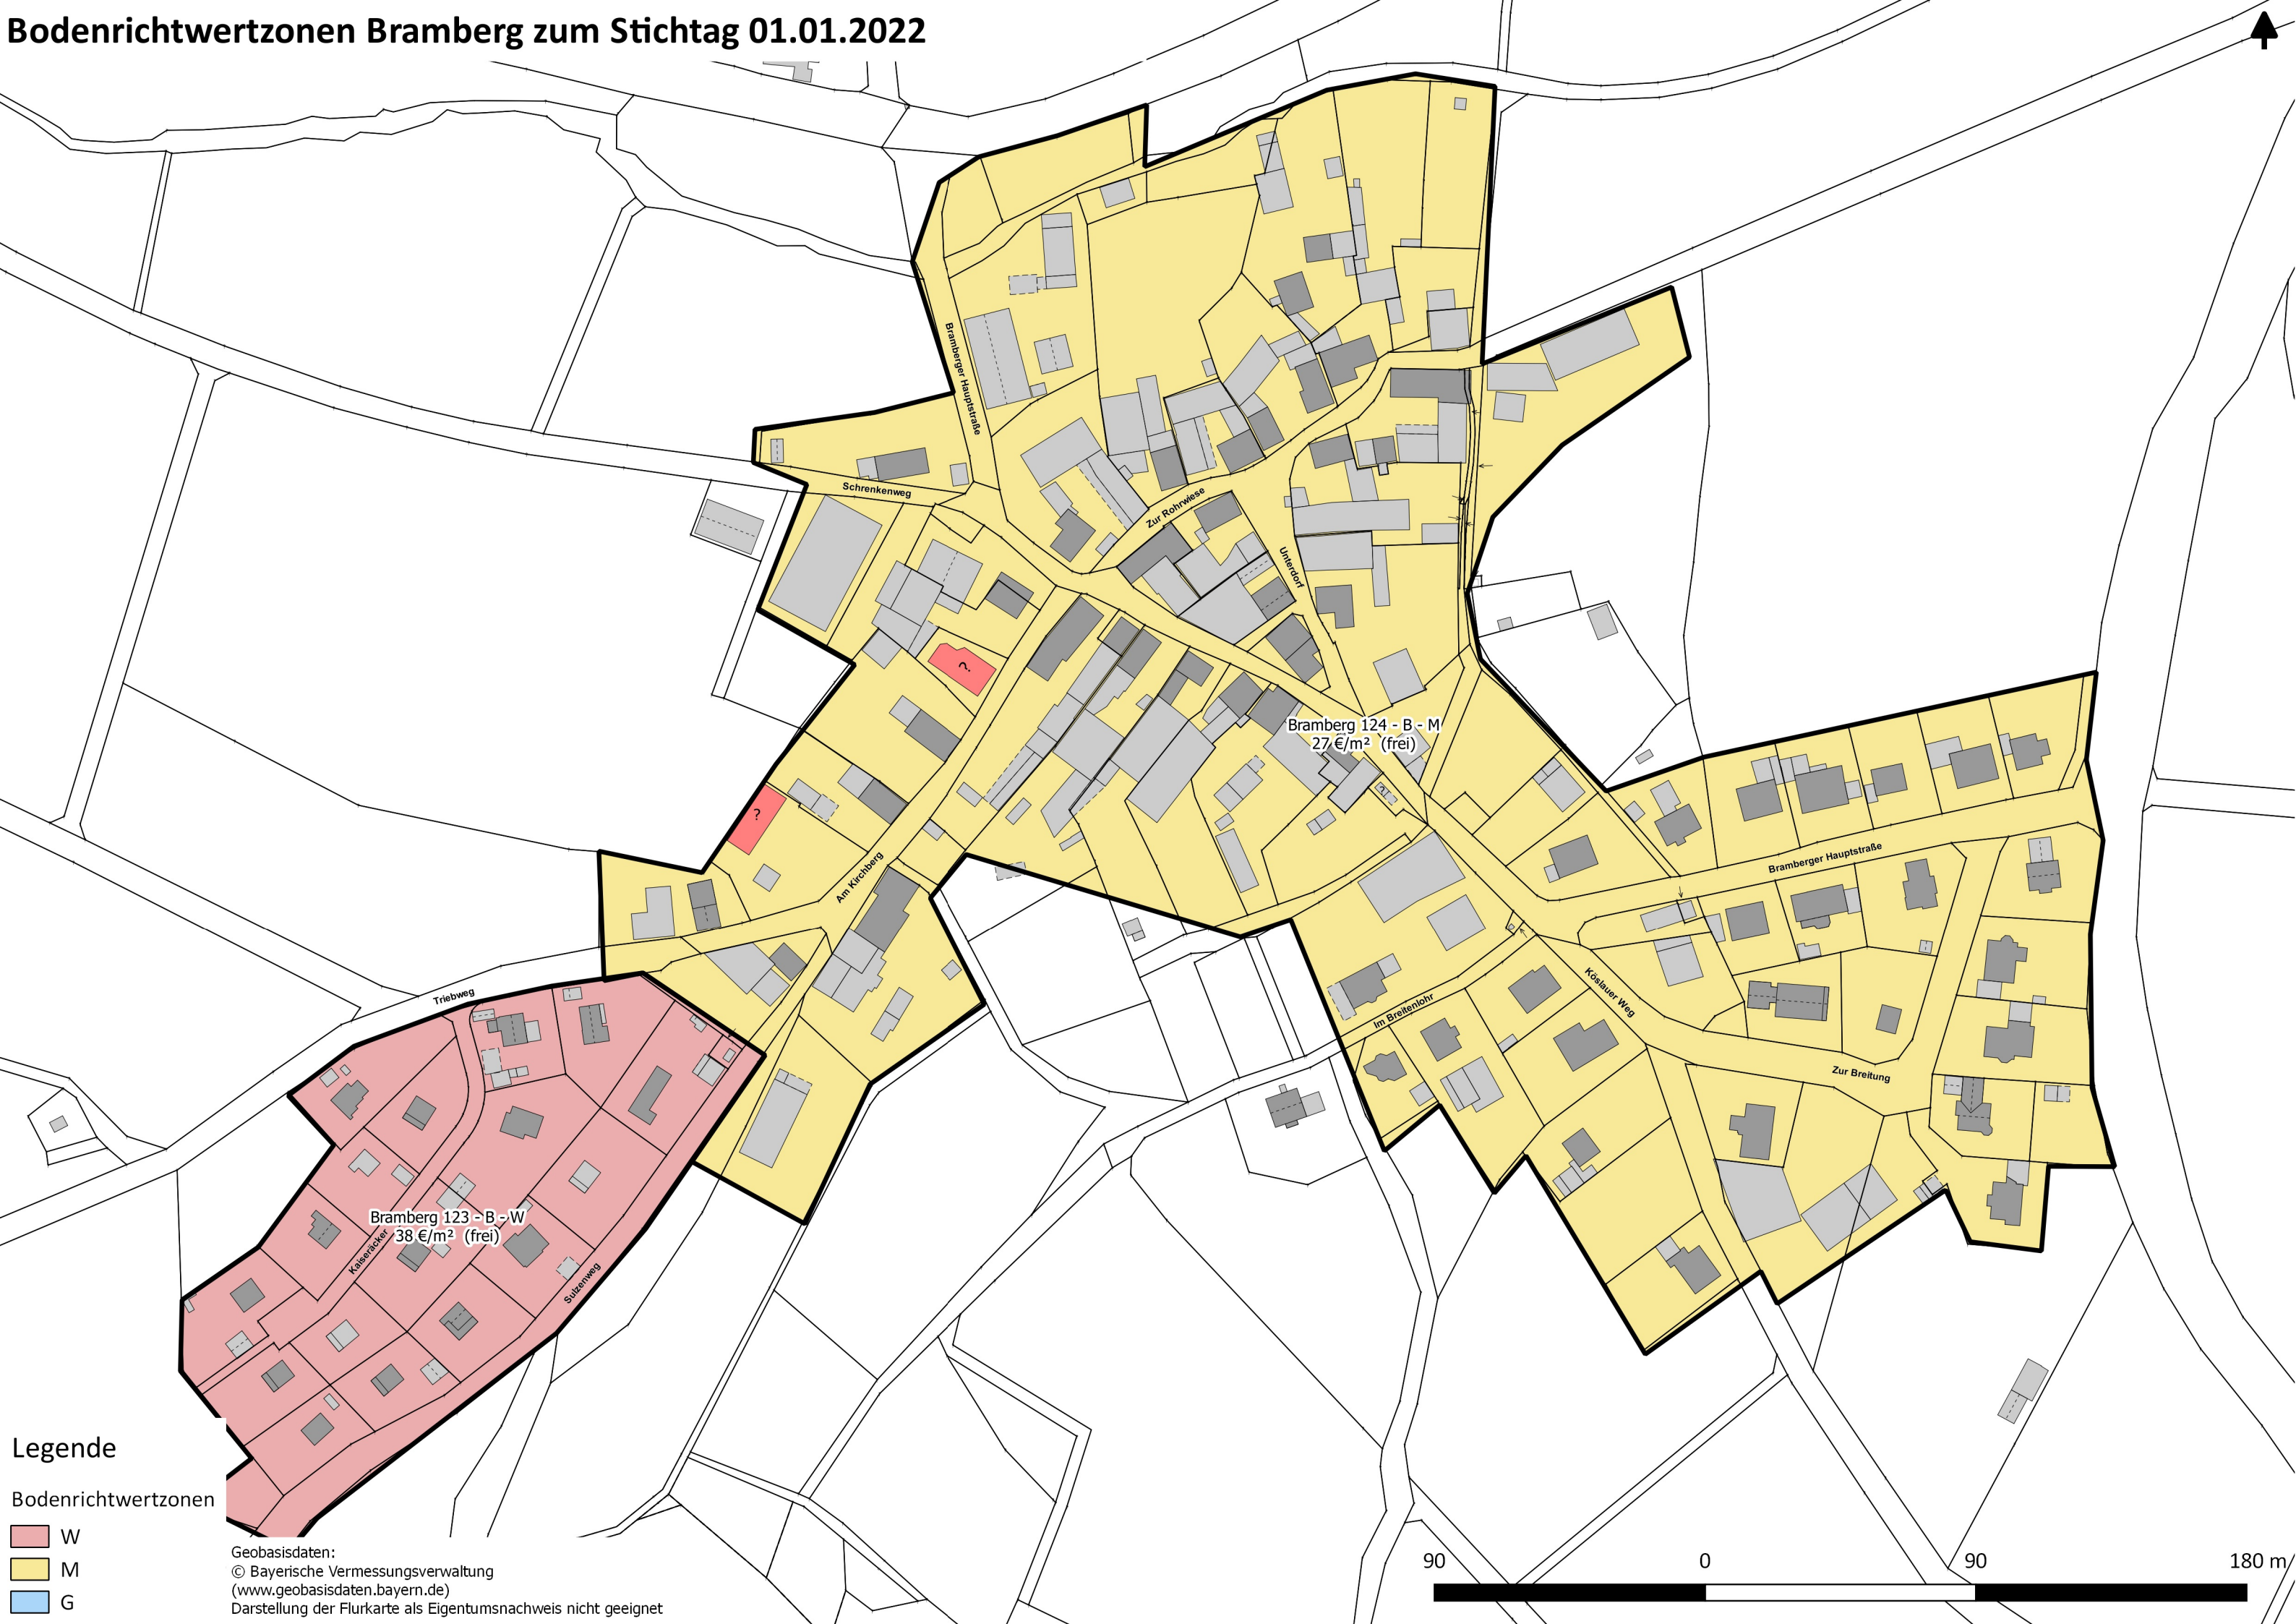 Bodenrichtwertzonen Bramberg zum Stichtag 01.01.2022
Bramberger Hauptstraße
Schrenkenweg
Zur Rohrwiese
Unterdorf
?
Bramberg 124 - B - M
27 €/m² (frei)
?
Am Kirchberg
Bramberger Hauptstraße
Triebweg
Köslauer Weg
Im Breitenlohr
Zur Breitung
Bramberg 123 - B - W
38 €/m² (frei)
Kaiseräcker
Sulzenweg
Legende
Bodenrichtwertzonen
W
M
G
Geobasisdaten:
© Bayerische Vermessungsverwaltung
(www.geobasisdaten.bayern.de)
Darstellung der Flurkarte als Eigentumsnachweis nicht geeignet
90 0 90 180 m